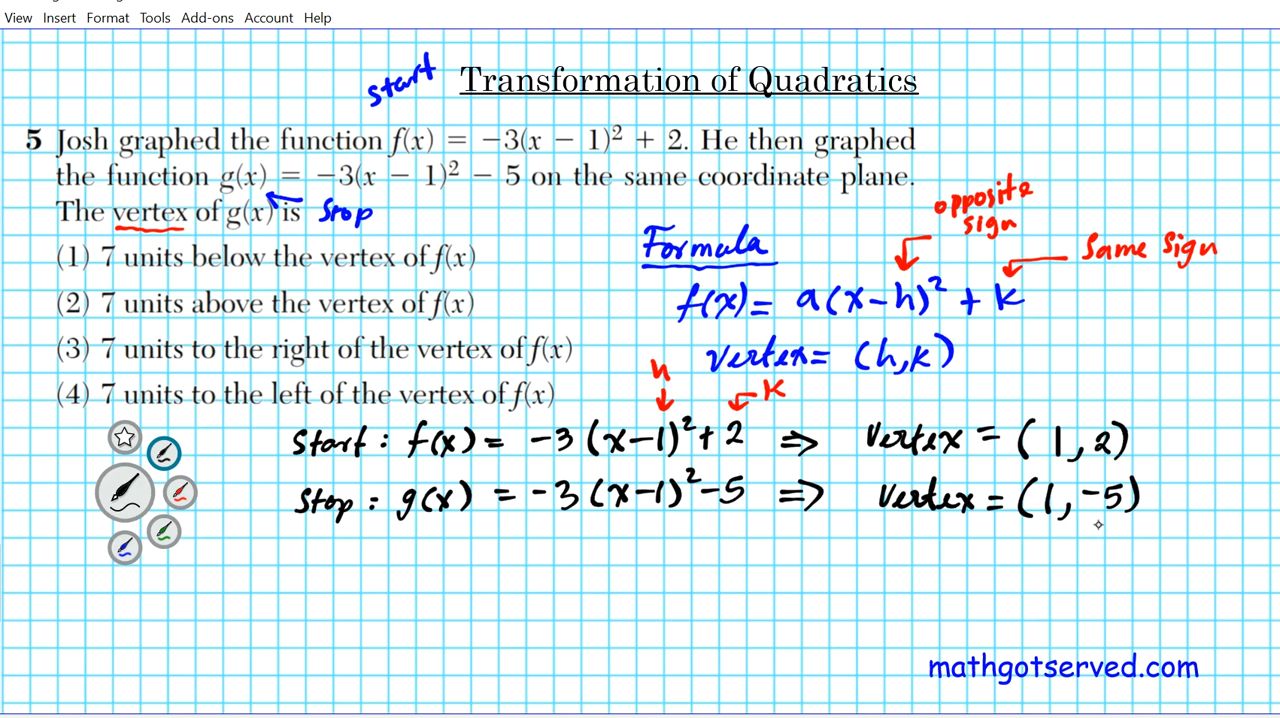 View Insert Format Tools Add-ons Account Help
start
Transformation of Quadratics
5 Josh graphed the function f(x) = −3(x − 1)² + 2. He then graphed
the function g(x) = −3(x − 1)² − 5 on the same coordinate plane.
The vertex of g(x) is
Stop
(1) 7 units below the vertex of f(x)
(2) 7 units above the vertex of f(x)
(3) 7 units to the right of the vertex of f(x)
(4) 7 units to the left of the vertex of f(x)
opposite
sign
Same Sign
Formula
f(x) = a(x−h)² + k
vertex = (h,k)
h
k
Start : f(x) = −3(x−1)²+2 ⇒ Vertex = (1,2)
Stop : g(x) = −3(x−1)²−5 ⇒ Vertex = (1,−5)
mathgotserved.com